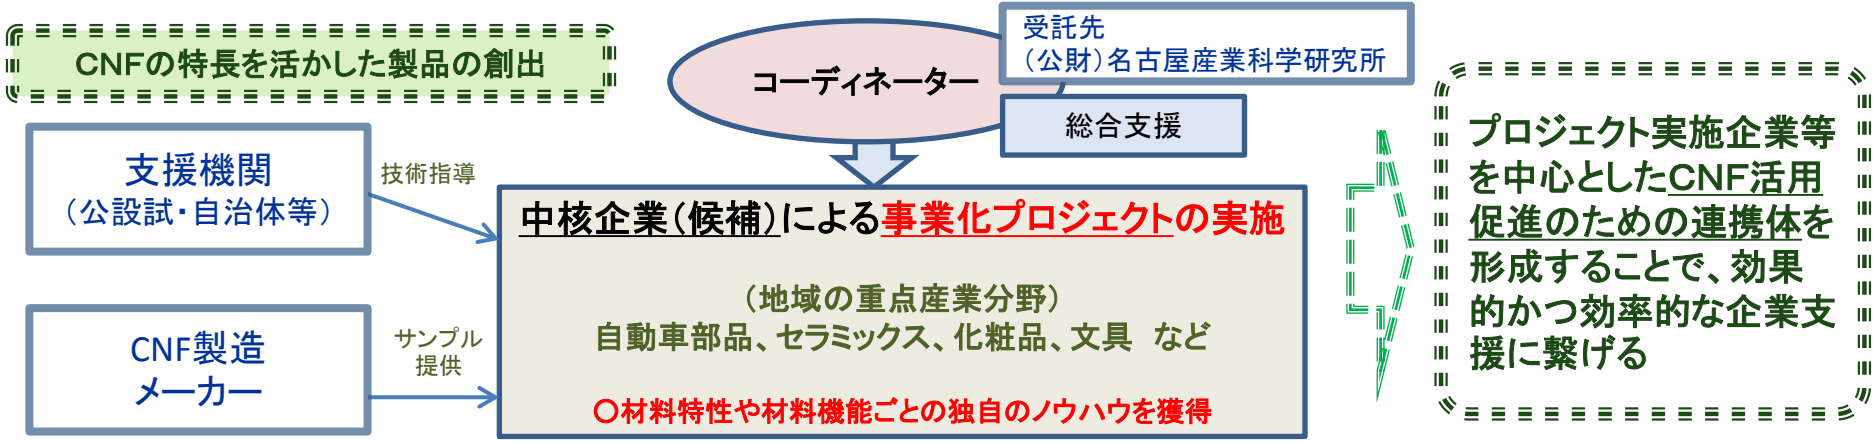 CNFの特長を活かした製品の創出
コーディネーター
受託先
（公財）名古屋産業科学研究所
総合支援
支援機関
（公設試・自治体等）
技術指導
CNF製造
メーカー
サンプル
提供
中核企業（候補）による事業化プロジェクトの実施
（地域の重点産業分野）
自動車部品、セラミックス、化粧品、文具　など
〇材料特性や材料機能ごとの独自のノウハウを獲得
プロジェクト実施企業等
を中心としたCNF活用
促進のための連携体を
形成することで、効果
的かつ効率的な企業支
援に繋げる